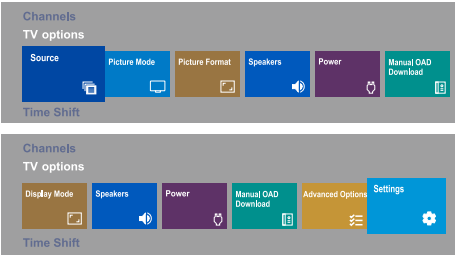 Channels
TV options
Source
Picture Mode
Picture Format
Speakers
Power
Manual OAD
Download
Time Shift
Channels
TV options
Display Mode
Speakers
Power
Manual OAD
Download
Advanced Options
Settings
Time Shift